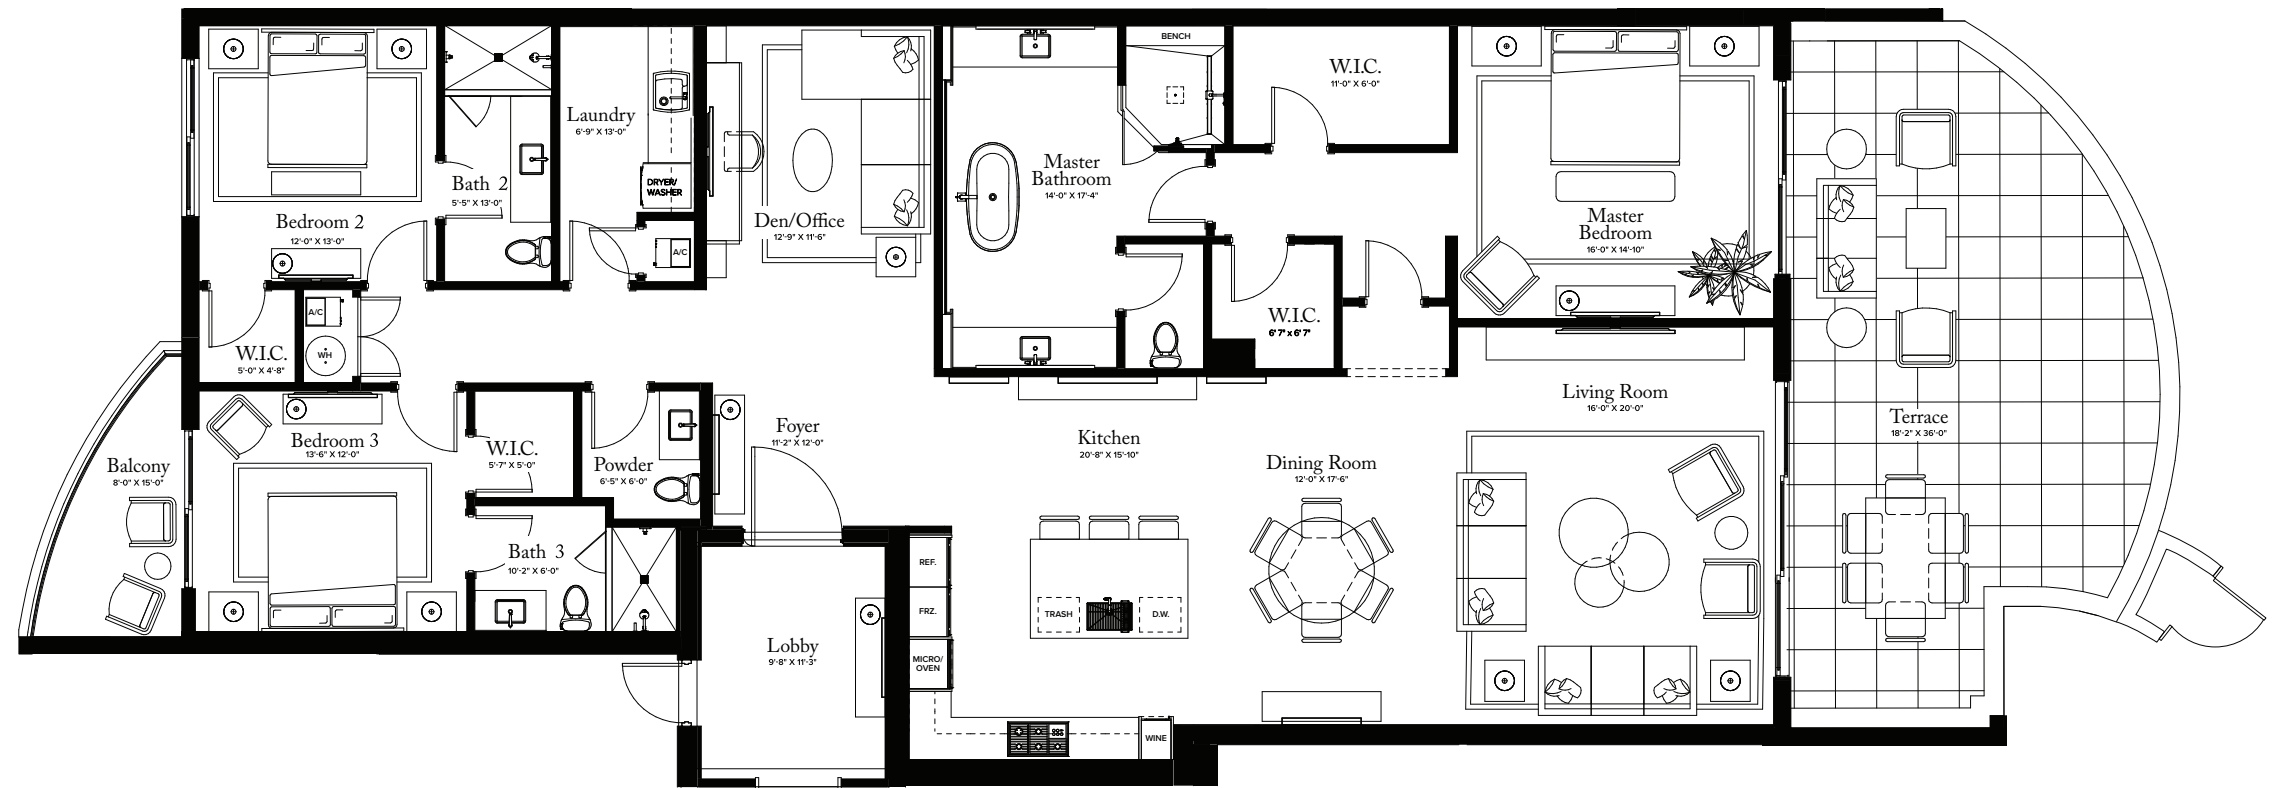 BENCH
W.I.C.
11'-0" X 6'-0"
Laundry
6'-9" X 13'-0"
DRYER/
WASHER
Bath 2
5'-5" X 13'-0"
Bedroom 2
12'-0" X 13'-0"
Den/Office
12'-9" X 11'-6"
Master
Bathroom
14'-0" X 17'-4"
Master
Bedroom
16'-0" X 14'-10"
A/C
A/C
WH
W.I.C.
5'-0" X 4'-8"
W.I.C.
6' 7" x 6' 7"
Living Room
16'-0" X 20'-0"
Terrace
18'-2" X 36'-0"
Foyer
11'-2" X 12'-0"
Kitchen
20'-8" X 15'-10"
Dining Room
12'-0" X 17'-6"
Bedroom 3
13'-6" X 12'-0"
W.I.C.
5'-7" X 5'-0"
Powder
6'-5" X 6'-0"
Balcony
8'-0" X 15'-0"
Bath 3
10'-2" X 6'-0"
REF.
FRZ.
MICRO/
OVEN
TRASH
D.W.
Lobby
9'-8" X 11'-3"
WINE